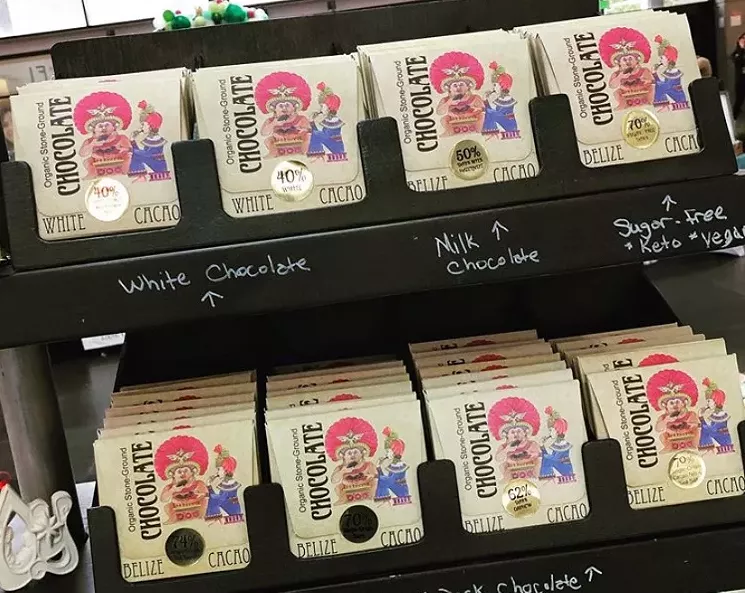 Organic Stone-Ground
CHOCOLATE
40%
WHITE CACAO
Organic Stone-Ground
CHOCOLATE
40%
WHITE
WHITE CACAO
Organic Stone-Ground
CHOCOLATE
50%
BELIZE CACAO
Organic Stone-Ground
CHOCOLATE
70%
BELIZE CACAO
White Chocolate
Milk
Chocolate
Sugar-Free
* Keto * Vegan
Organic Stone-Ground
CHOCOLATE
74%
BELIZE CACAO
Organic Stone-Ground
CHOCOLATE
70%
BELIZE CACAO
Organic Stone-Ground
CHOCOLATE
62%
BELIZE CACAO
Organic Stone-Ground
CHOCOLATE
70%
BELIZE CACAO
Chocolate